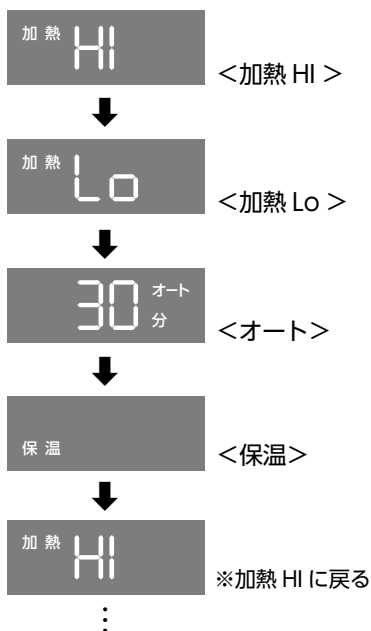 加熱 HI
＜加熱 HI ＞
加熱 Lo
＜加熱 Lo ＞
30 オート
分
＜オート＞
保温
＜保温＞
加熱 HI
※加熱 HI に戻る